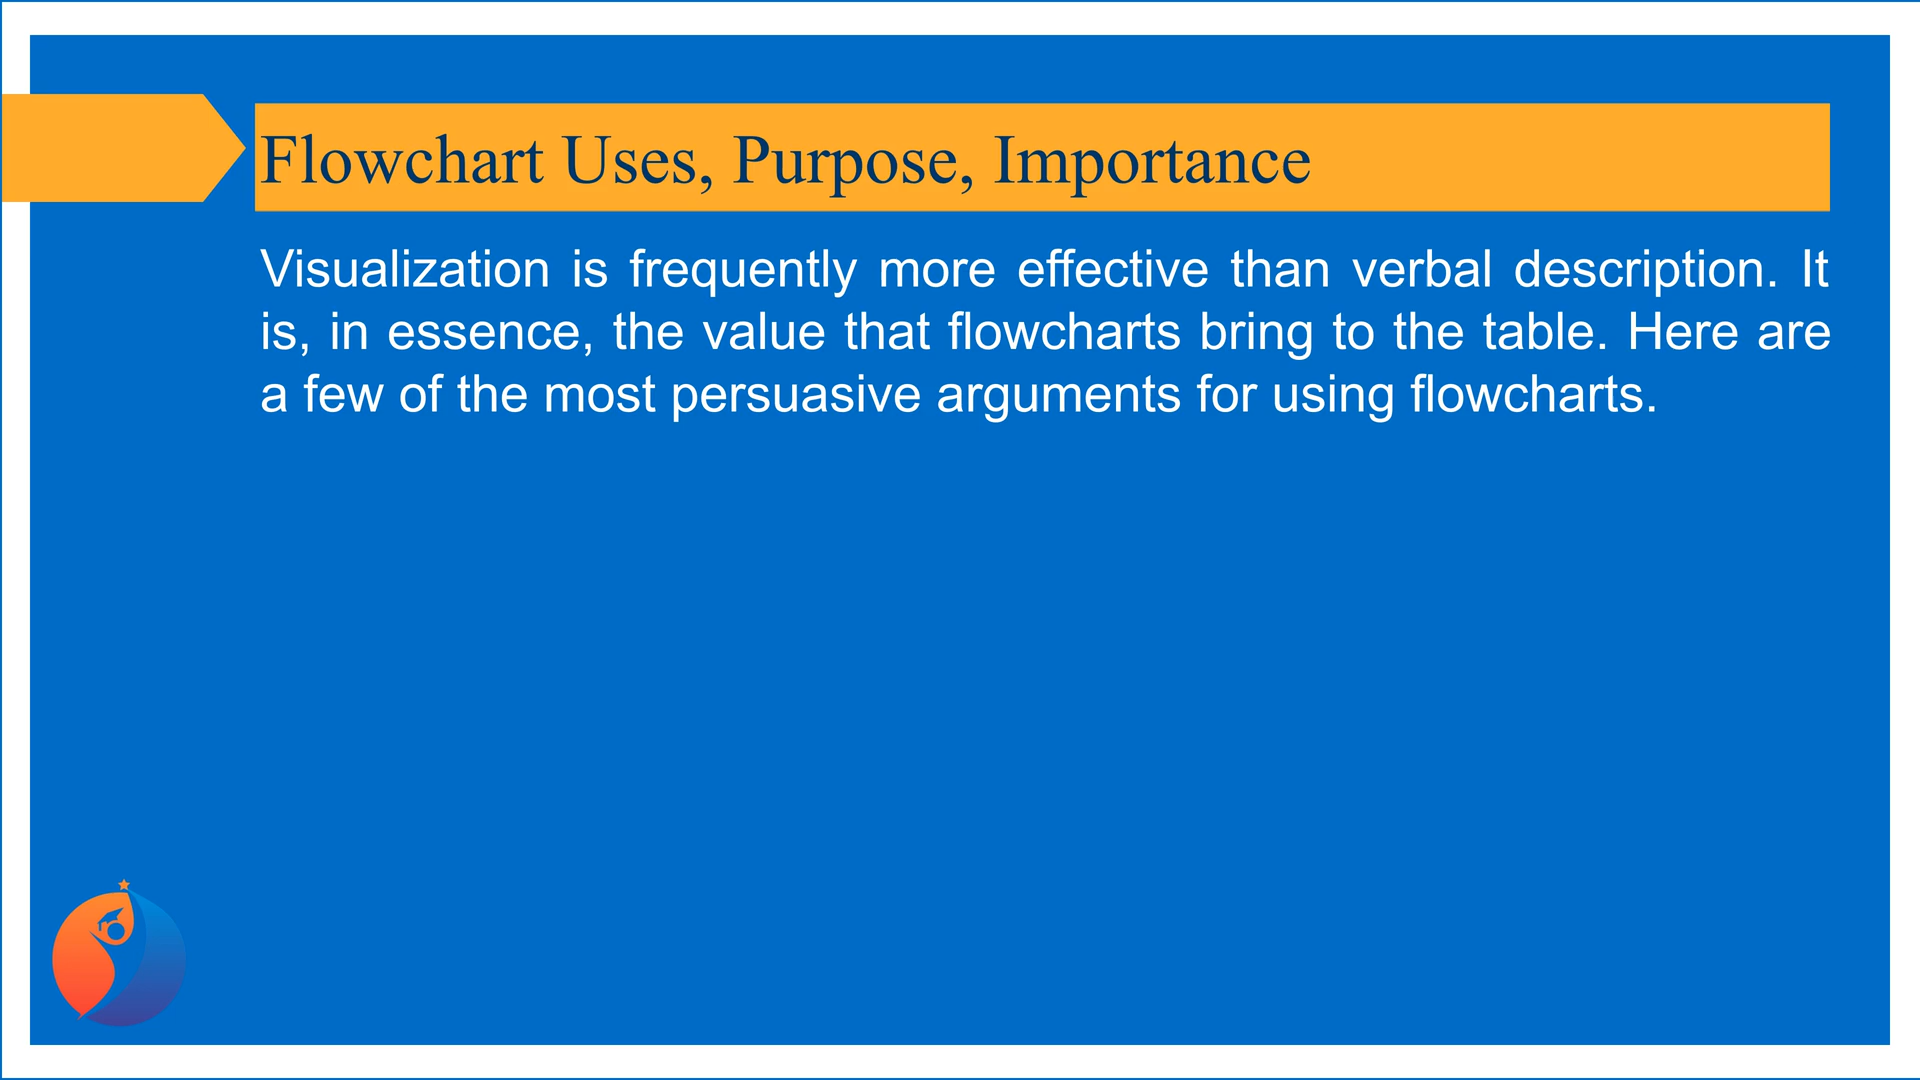 Flowchart Uses, Purpose, Importance
Visualization is frequently more effective than verbal description. It
is, in essence, the value that flowcharts bring to the table. Here are
a few of the most persuasive arguments for using flowcharts.